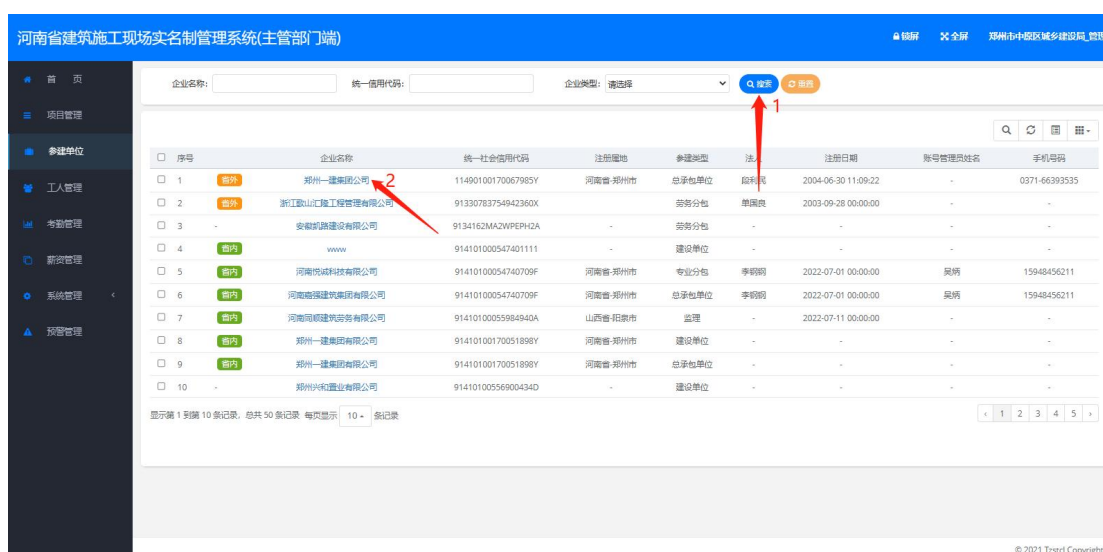 河南省建筑施工现场实名制管理系统(主管部门端)
锁屏 全屏 郑州市中原区城乡建设局_管理
首 页
项目管理
参建单位
工人管理
考勤管理
薪资管理
系统管理
预警管理
企业名称: 统一信用代码: 企业类型: 请选择 搜索 重置
1
序号 企业名称 统一社会信用代码 注册属地 参建类型 法人 注册日期 账号管理员姓名 手机号码
1 省外 郑州一建集团公司 11490100170067985Y 河南省-郑州市 总承包单位 段利民 2004-06-30 11:09:22 - 0371-66393535
2
2 省外 浙江歌山汇隆工程管理有限公司 91330783754942360X 劳务分包 单国良 2003-09-28 00:00:00 - -
3 - 安徽凯路建设有限公司 9134162MA2WPEPH2A - 劳务分包 - - - -
4 省内 www 914101000547401111 - 建设单位 - - - -
5 省内 河南悦诚科技有限公司 91410100054740709F 河南省-郑州市 专业分包 李钢钢 2022-07-01 00:00:00 吴炳 15948456211
6 省内 河南嘉强建筑集团有限公司 91410100054740709F 河南省-郑州市 总承包单位 李钢钢 2022-07-01 00:00:00 吴炳 15948456211
7 省内 河南同顺建筑劳务有限公司 91410100055984940A 山西省-阳泉市 监理 - 2022-07-11 00:00:00 - -
8 省内 郑州一建集团有限公司 91410100170051898Y 河南省-郑州市 建设单位 - - - -
9 省内 郑州一建集团有限公司 91410100170051898Y 河南省-郑州市 总承包单位 - - - -
10 - 郑州兴和置业有限公司 91410100556900434D - 建设单位 - - - -
显示第 1 到第 10 条记录, 总共 50 条记录 每页显示 10 条记录
‹ 1 2 3 4 5 ›
© 2021 Tzrtcl Copyright